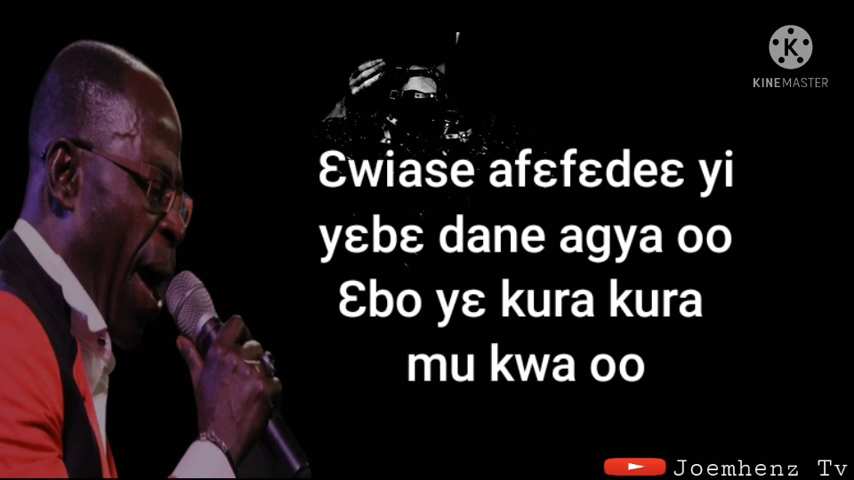 KINEMASTER
Ɛwiase afɛfɛdeɛ yi
yɛbɛ dane agya oo
Ɛbo yɛ kura kura
mu kwa oo
Joemhenz Tv